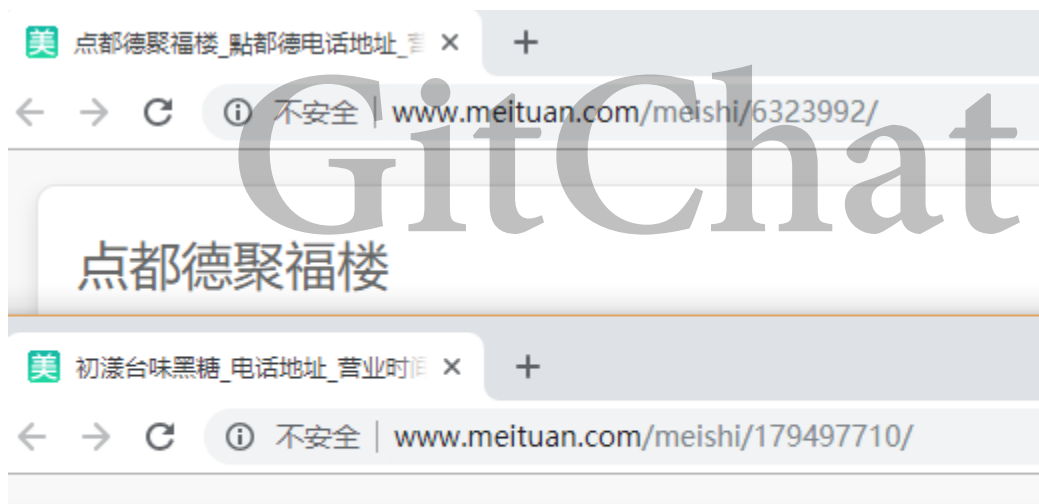 美 点都德聚福楼_點都德电话地址_营
不安全 www.meituan.com/meishi/6323992/
GitChat
点都德聚福楼
美 初漾台味黑糖_电话地址_营业时间
不安全 www.meituan.com/meishi/179497710/